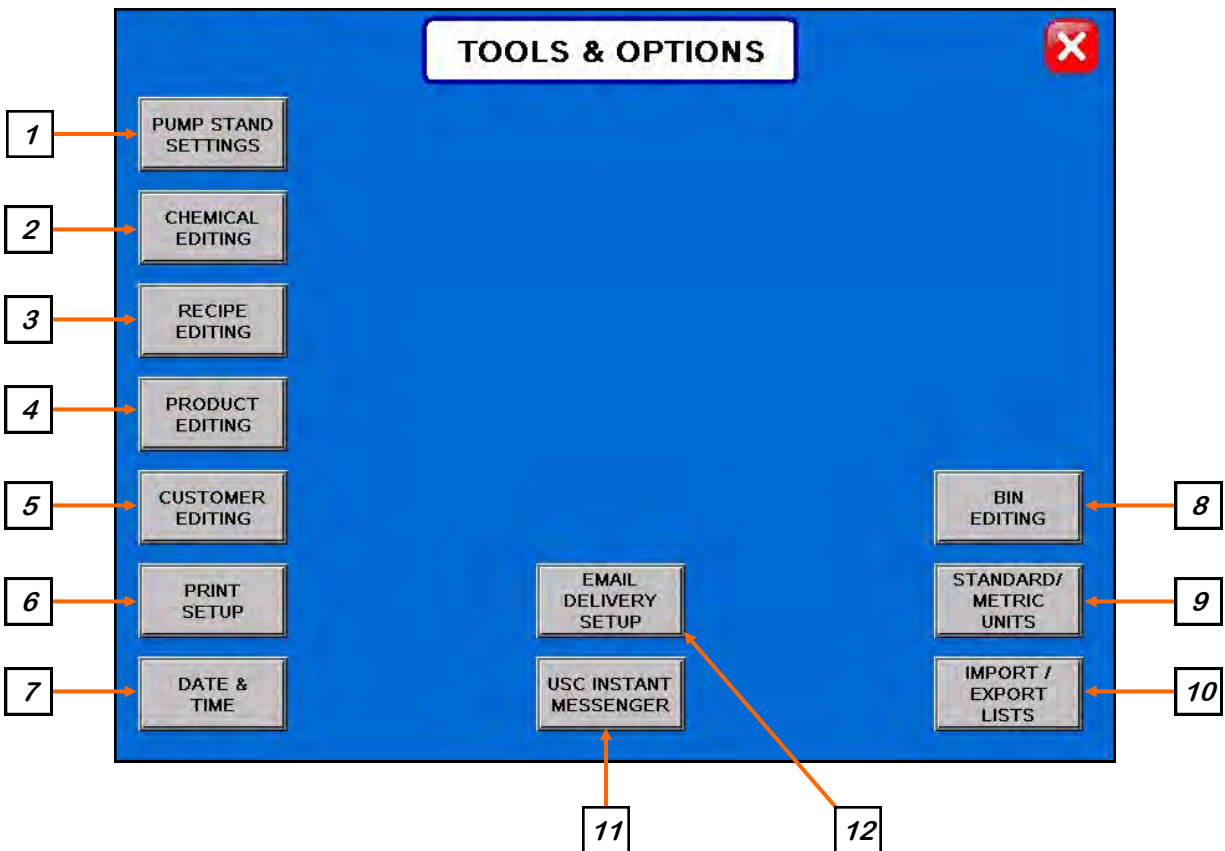 TOOLS & OPTIONS
1
PUMP STAND
SETTINGS
2
CHEMICAL
EDITING
3
RECIPE
EDITING
4
PRODUCT
EDITING
5
CUSTOMER
EDITING
BIN
EDITING
8
6
PRINT
SETUP
EMAIL
DELIVERY
SETUP
STANDARD/
METRIC
UNITS
9
7
DATE &
TIME
USC INSTANT
MESSENGER
IMPORT /
EXPORT
LISTS
10
11
12